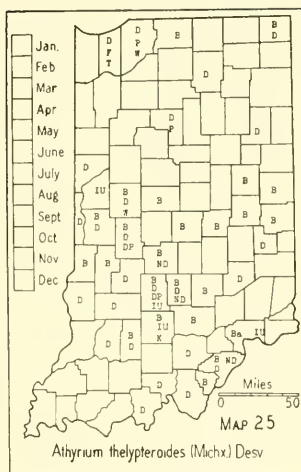 Jan.
Feb
Mar
Apr
May
June
July
Aug
Sept
Oct
Nov
Dec
D F T
D P W
B
B D
D
D P
D
D
B
IU
B D W
B
B
B
D
B D
B D DP
B
B
B
D
B
B
D
B ND
B
D
B D DP IU
B D ND
B
B IU K
D
B D
D
Ba
IU
B D
ND
B
D
D
D
D
Miles
0 50
MAP 25
Athyrium thelypteroides (Michx.) Desv